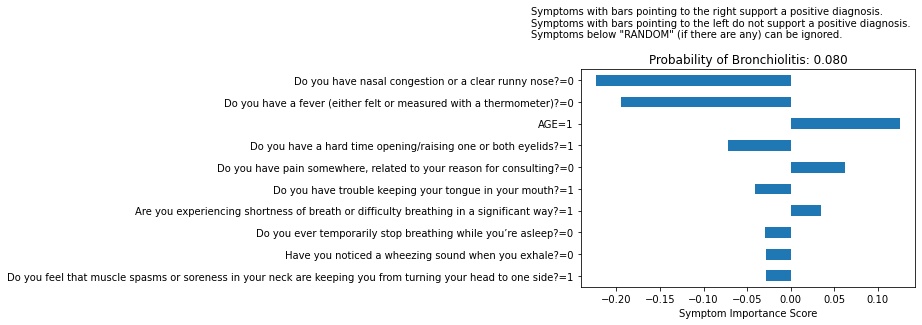 Symptoms with bars pointing to the right support a positive diagnosis.
Symptoms with bars pointing to the left do not support a positive diagnosis.
Symptoms below "RANDOM" (if there are any) can be ignored.
Probability of Bronchiolitis: 0.080
Do you have nasal congestion or a clear runny nose?=0
Do you have a fever (either felt or measured with a thermometer)?=0
AGE=1
Do you have a hard time opening/raising one or both eyelids?=1
Do you have pain somewhere, related to your reason for consulting?=0
Do you have trouble keeping your tongue in your mouth?=1
Are you experiencing shortness of breath or difficulty breathing in a significant way?=1
Do you ever temporarily stop breathing while you’re asleep?=0
Have you noticed a wheezing sound when you exhale?=0
Do you feel that muscle spasms or soreness in your neck are keeping you from turning your head to one side?=1
−0.20 −0.15 −0.10 −0.05 0.00 0.05 0.10
Symptom Importance Score